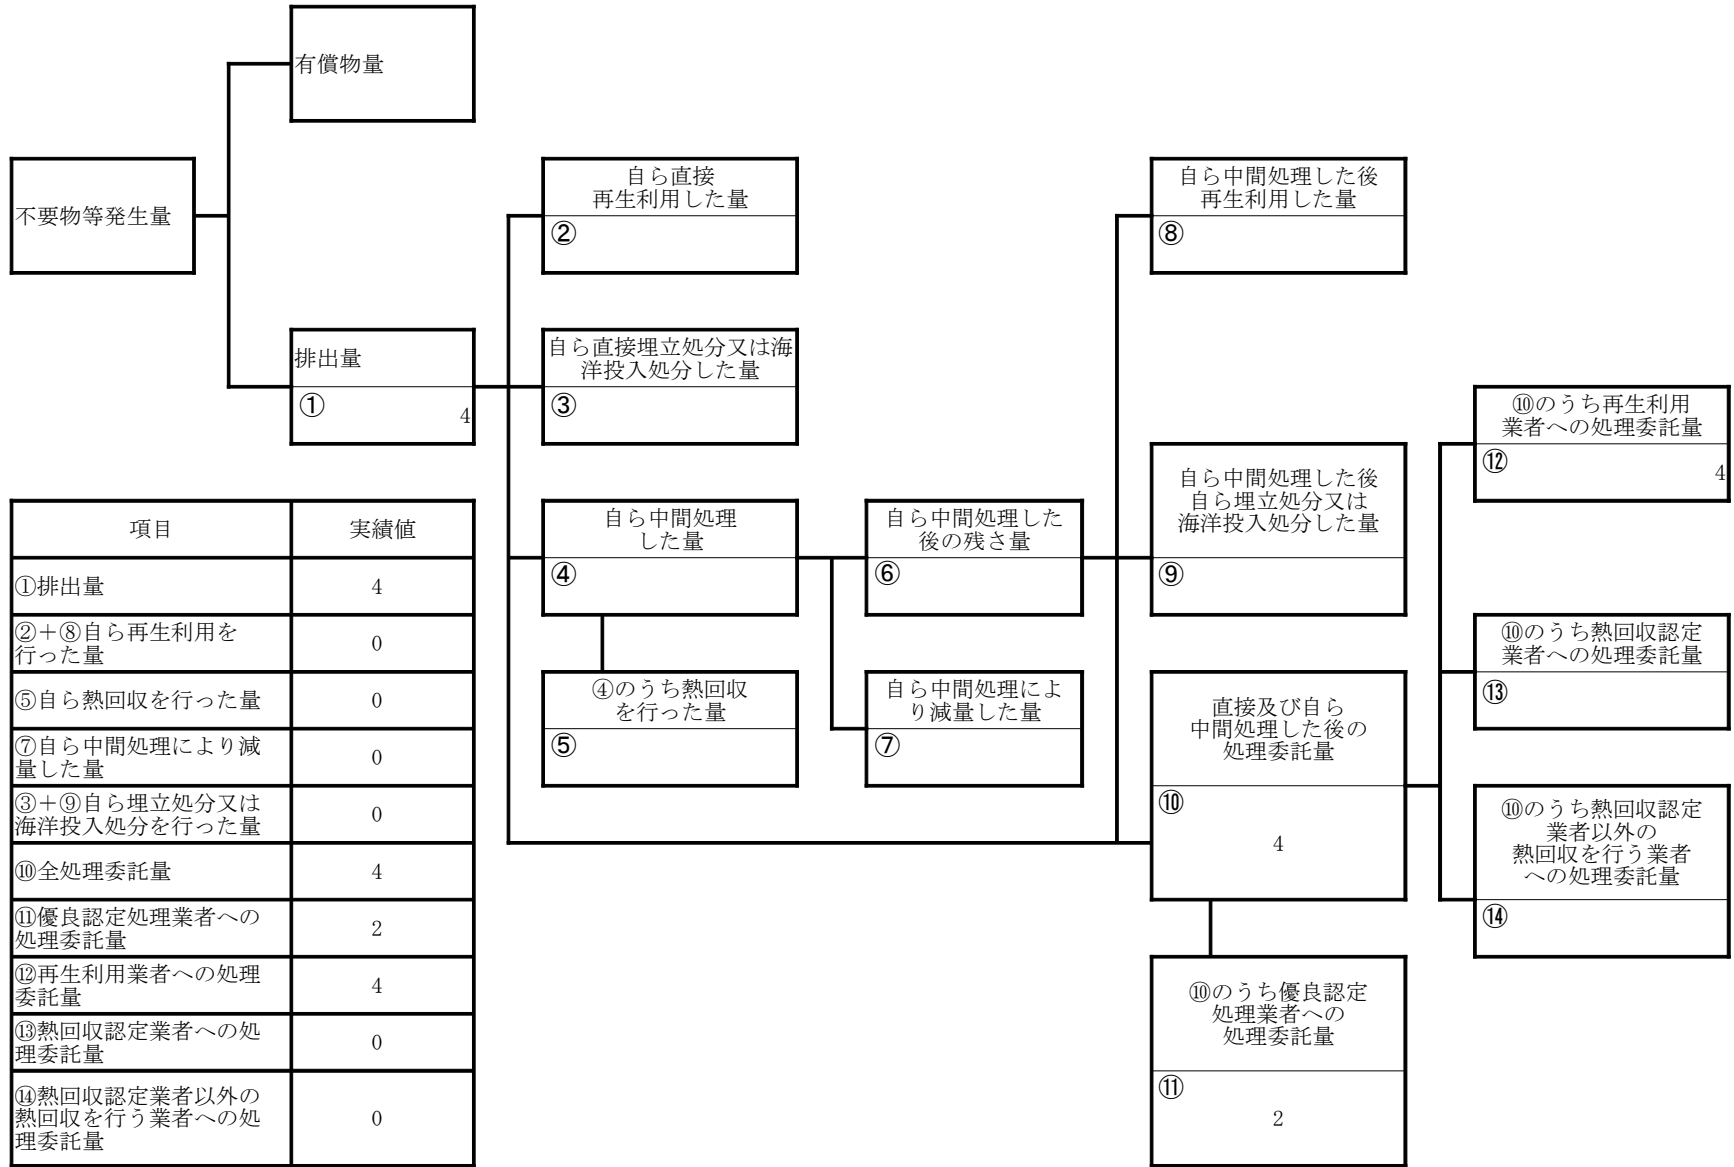 有償物量
不要物等発生量
自ら直接
再生利用した量
②
自ら中間処理した後
再生利用した量
⑧
排出量
①
4
自ら直接埋立処分又は海
洋投入処分した量
③
⑩のうち再生利用
業者への処理委託量
⑫
4
自ら中間処理
した量
④
自ら中間処理した
後の残さ量
⑥
自ら中間処理した後
自ら埋立処分又は
海洋投入処分した量
⑨
④のうち熱回収
を行った量
⑤
自ら中間処理によ
り減量した量
⑦
直接及び自ら
中間処理した後の
処理委託量
⑩
4
⑩のうち熱回収認定
業者への処理委託量
⑬
⑩のうち熱回収認定
業者以外の
熱回収を行う業者
への処理委託量
⑭
⑩のうち優良認定
処理業者への
処理委託量
⑪
2
項目 実績値
①排出量 4
②+⑧自ら再生利用を
行った量 0
⑤自ら熱回収を行った量 0
⑦自ら中間処理により減
量した量 0
③+⑨自ら埋立処分又は
海洋投入処分を行った量 0
⑩全処理委託量 4
⑪優良認定処理業者への
処理委託量 2
⑫再生利用業者への処理
委託量 4
⑬熱回収認定業者への処
理委託量 0
⑭熱回収認定業者以外の
熱回収を行う業者への処 0
理委託量